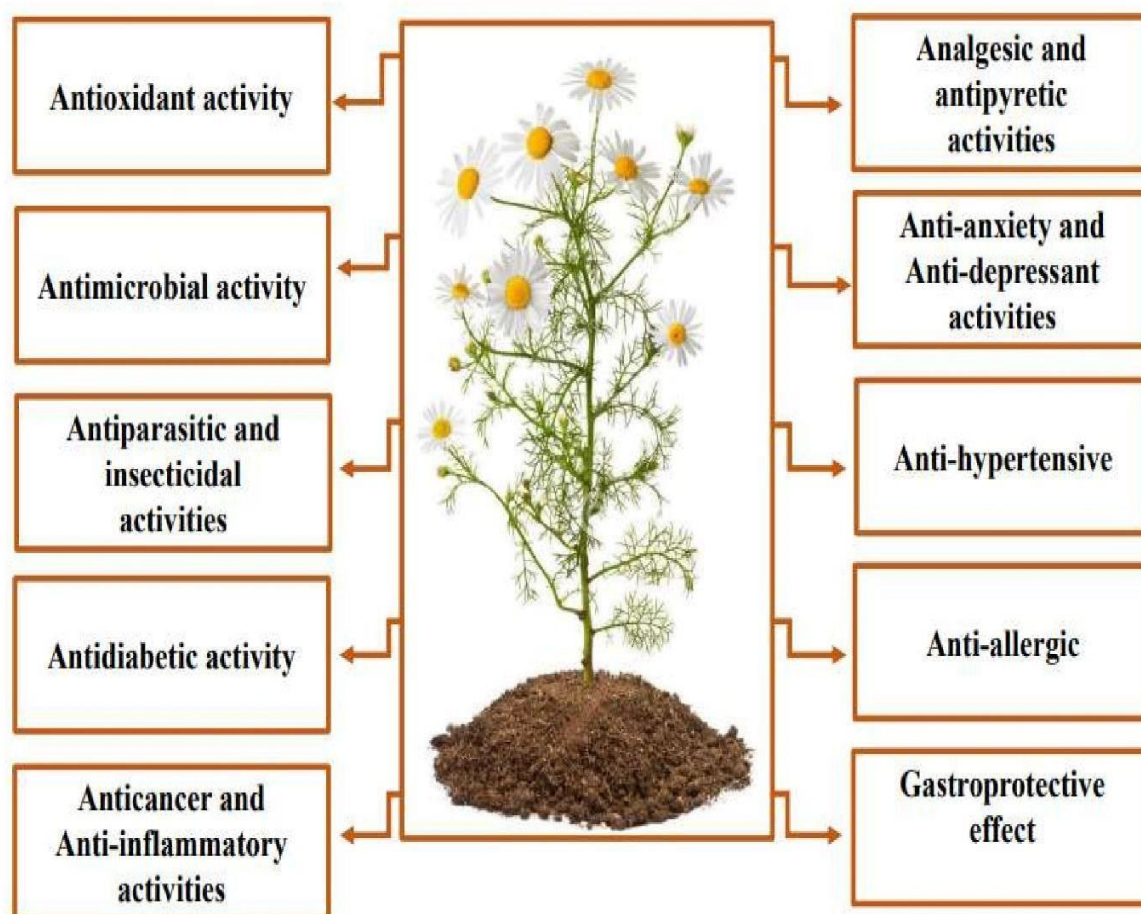 Antioxidant activity
Antimicrobial activity
Antiparasitic and
insecticidal
activities
Antidiabetic activity
Anticancer and
Anti-inflammatory
activities
Analgesic and
antipyretic
activities
Anti-anxiety and
Anti-depressant
activities
Anti-hypertensive
Anti-allergic
Gastroprotective
effect